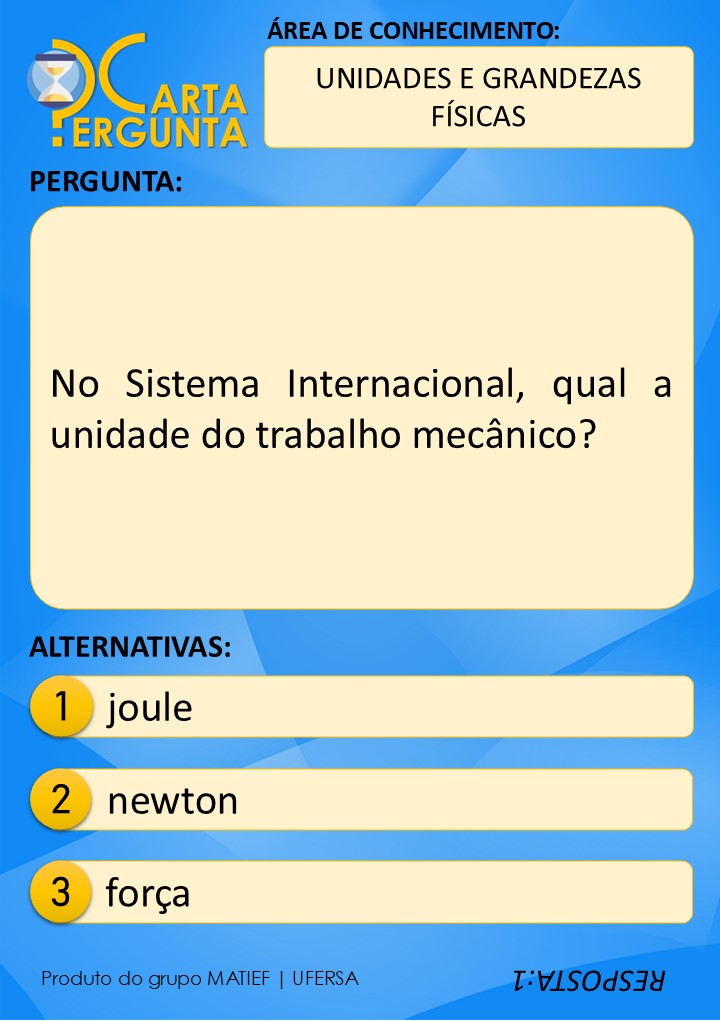 CARTA
PERGUNTA
ÁREA DE CONHECIMENTO:
UNIDADES E GRANDEZAS
FÍSICAS
PERGUNTA:
No Sistema Internacional, qual a
unidade do trabalho mecânico?
ALTERNATIVAS:
1 joule
2 newton
3 força
Produto do grupo MATIEF | UFERSA
RESPOSTA:1